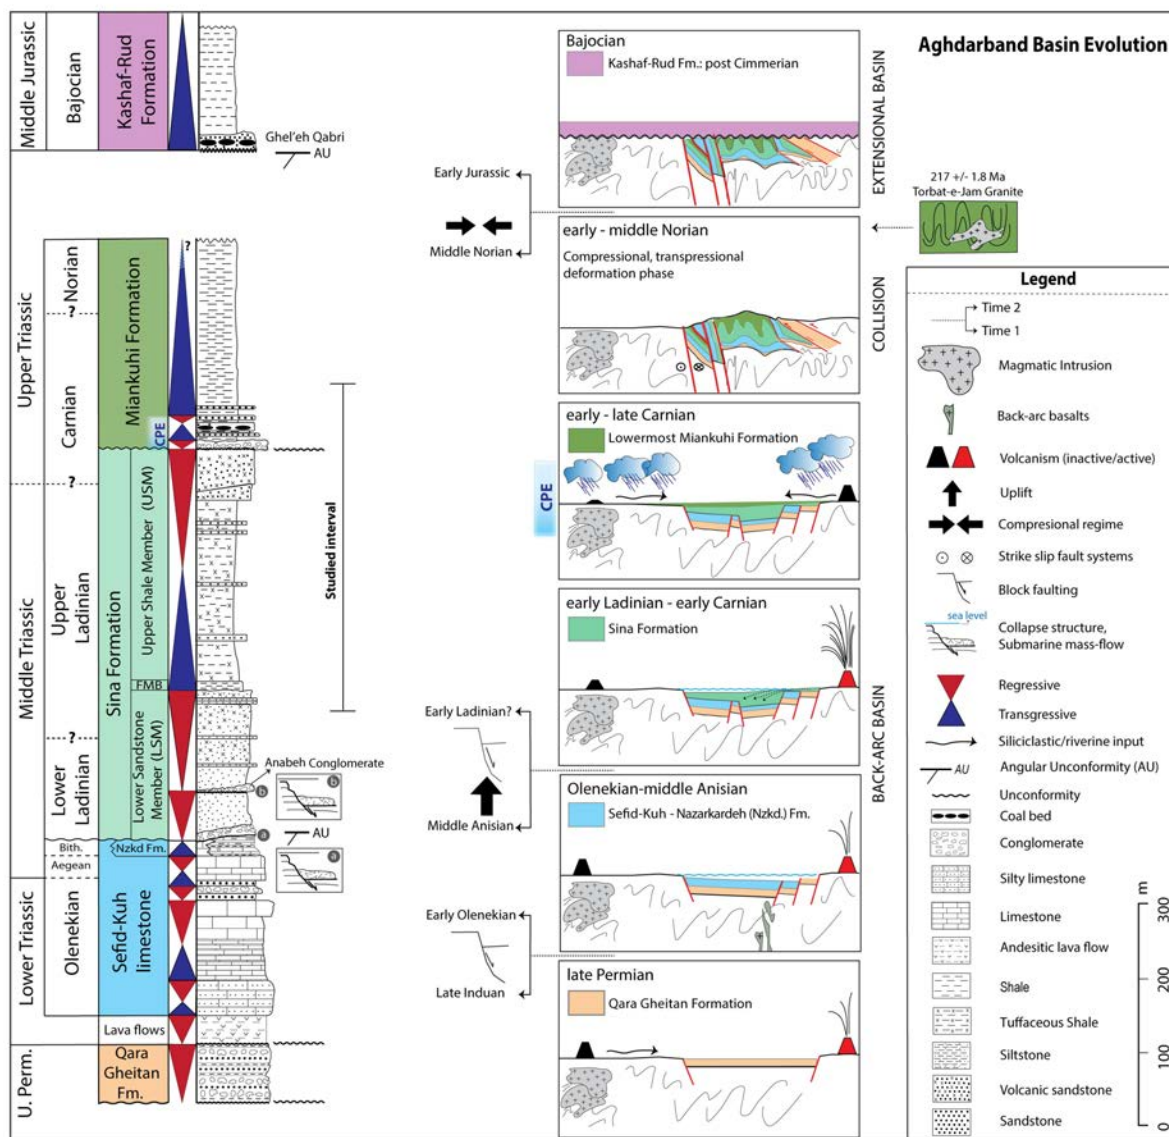 Aghdarband Basin Evolution
Middle Jurassic
Bajocian
Kashaf-Rud
Formation
Ghel'eh Qabri
AU
Upper Triassic
Norian
?
Carnian
Miankuhi Formation
?
CPE
?
Middle Triassic
Upper
Ladinian
Sina Formation
Upper Shale Member (USM)
FMB
Lower Sandstone
Member (LSM)
?
Lower
Ladinian
Anabeh Conglomerate
b
b
a
AU
a
Bith.
Nzkd Fm.
Aegean
Lower Triassic
Olenekian
Sefid-Kuh
limestone
Lava flows
U. Perm.
Qara
Gheitan
Fm.
Studied interval
Bajocian
Kashaf-Rud Fm.: post Cimmerian
EXTENSIONAL BASIN
Early Jurassic
Middle Norian
early - middle Norian
Compressional, transpressional
deformation phase
COLLISION
217 +/- 1.8 Ma
Torbat-e-Jam Granite
early - late Carnian
Lowermost Miankuhi Formation
CPE
early Ladinian - early Carnian
Sina Formation
BACK-ARC BASIN
Early Ladinian?
Middle Anisian
Olenekian-middle Anisian
Sefid-Kuh - Nazarkardeh (Nzkd.) Fm.
Early Olenekian
Late Induan
late Permian
Qara Gheitan Formation
Legend
Time 2
Time 1
Magmatic Intrusion
Back-arc basalts
Volcanism (inactive/active)
Uplift
Compresional regime
Strike slip fault systems
Block faulting
sea level
Collapse structure,
Submarine mass-flow
Regressive
Transgressive
Siliciclastic/riverine input
AU
Angular Unconformity (AU)
Unconformity
Coal bed
Conglomerate
Silty limestone
Limestone
Andesitic lava flow
Shale
Tuffaceous Shale
Siltstone
Volcanic sandstone
Sandstone
m
300
200
100
0